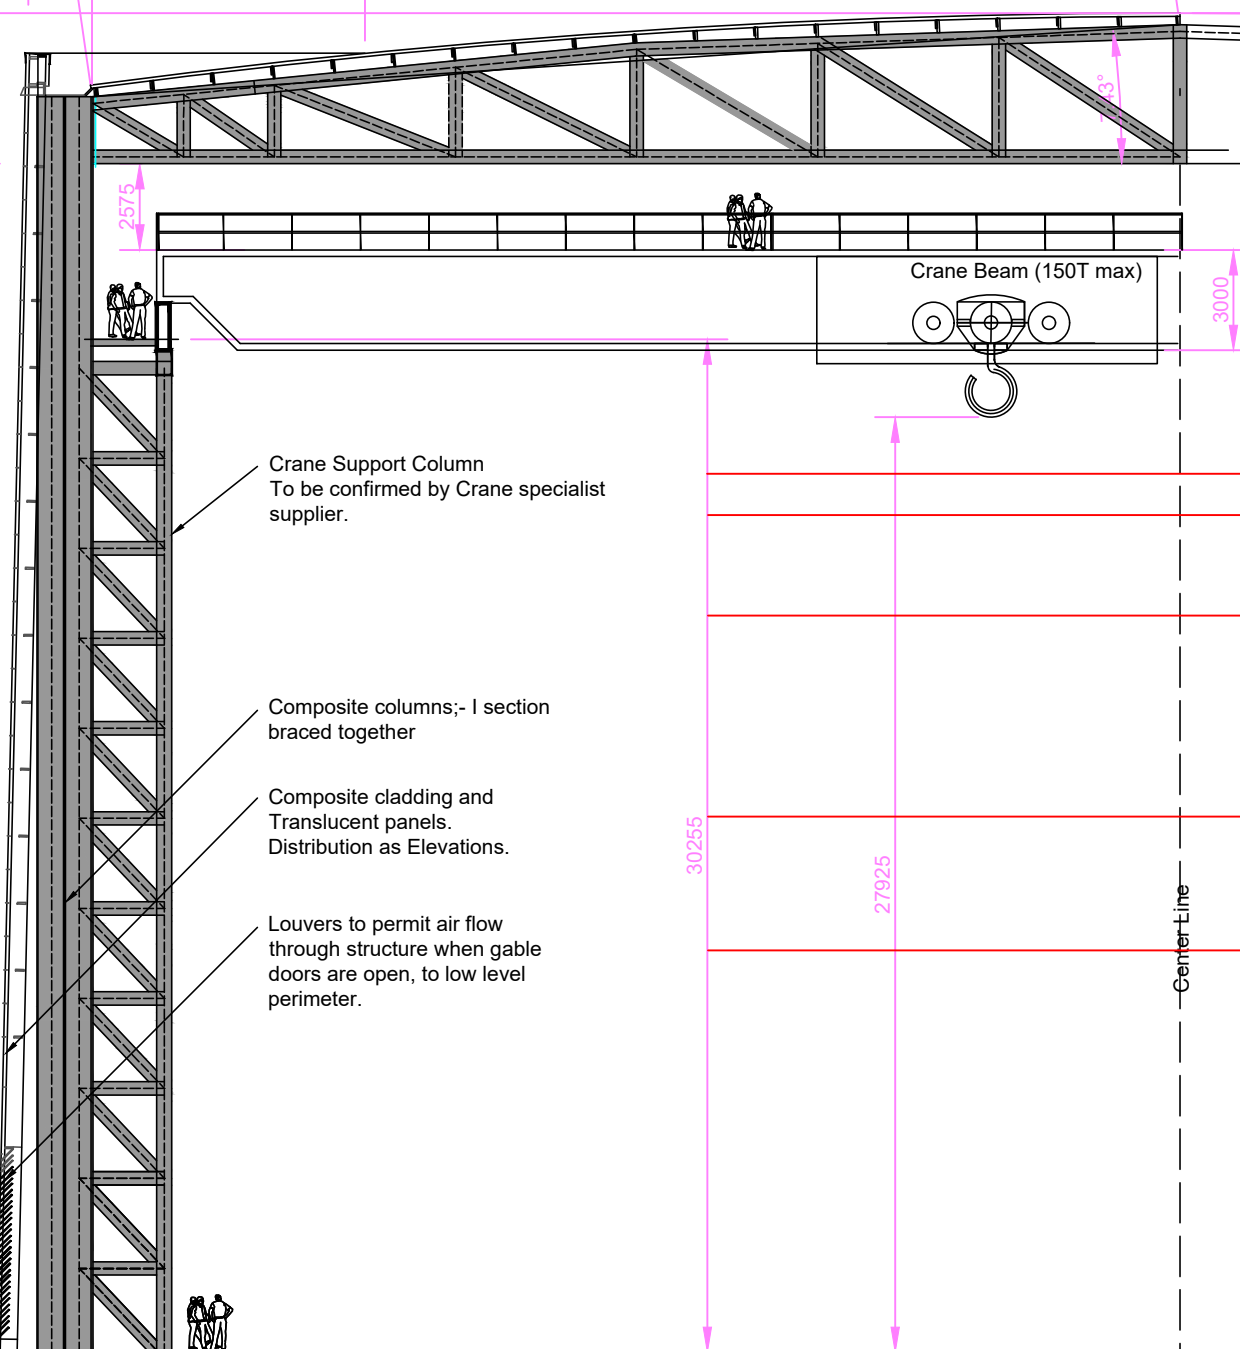 43°
2575
Crane Beam (150T max)
3000
Crane Support Column
To be confirmed by Crane specialist
supplier.
Composite columns;- I section
braced together
Composite cladding and
Translucent panels.
Distribution as Elevations.
30255
27925
Louvers to permit air flow
through structure when gable
doors are open, to low level
perimeter.
Center Line